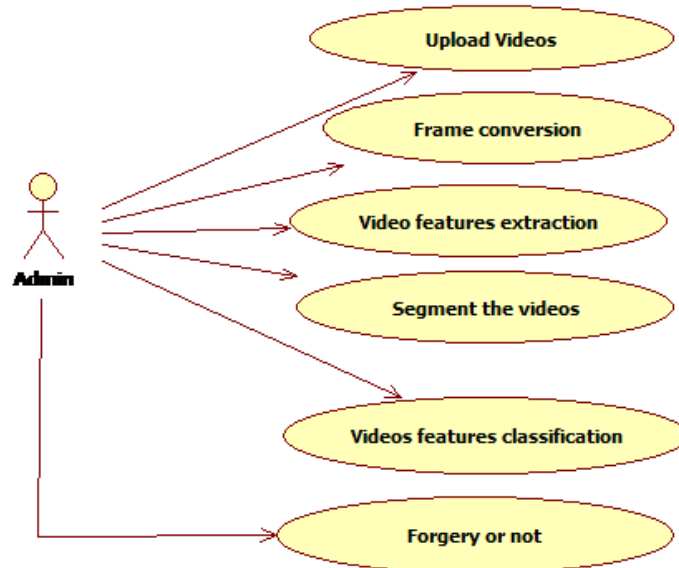 Upload Videos
Frame conversion
Video features extraction
Admin
Segment the videos
Videos features classification
Forgery or not